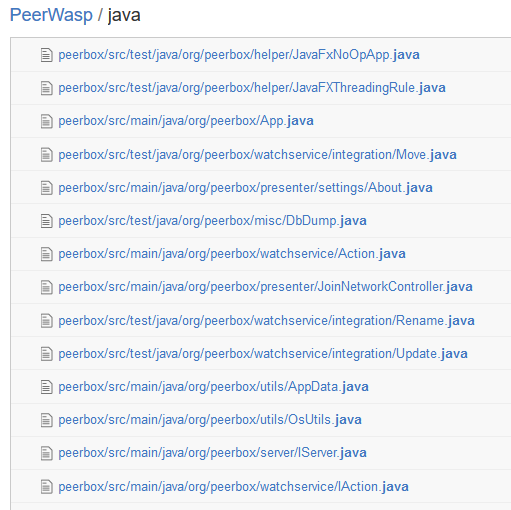 PeerWasp / java
peerbox/src/test/java/org/peerbox/helper/JavaFxNoOpApp.java
peerbox/src/test/java/org/peerbox/helper/JavaFXThreadingRule.java
peerbox/src/main/java/org/peerbox/App.java
peerbox/src/test/java/org/peerbox/watchservice/integration/Move.java
peerbox/src/main/java/org/peerbox/presenter/settings/About.java
peerbox/src/test/java/org/peerbox/misc/DbDump.java
peerbox/src/main/java/org/peerbox/watchservice/Action.java
peerbox/src/main/java/org/peerbox/presenter/JoinNetworkController.java
peerbox/src/test/java/org/peerbox/watchservice/integration/Rename.java
peerbox/src/test/java/org/peerbox/watchservice/integration/Update.java
peerbox/src/main/java/org/peerbox/utils/AppData.java
peerbox/src/main/java/org/peerbox/utils/OsUtils.java
peerbox/src/main/java/org/peerbox/server/IServer.java
peerbox/src/main/java/org/peerbox/watchservice/IAction.java